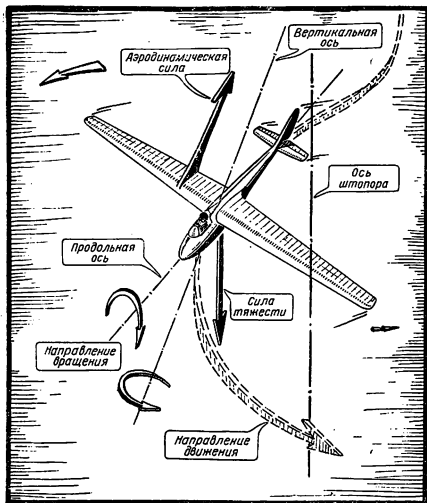 Вертикальная
ось
Аэродинамическая
сила
Ось
штопора
Продольная
ось
Сила
тяжести
Направление
вращения
Направление
движения